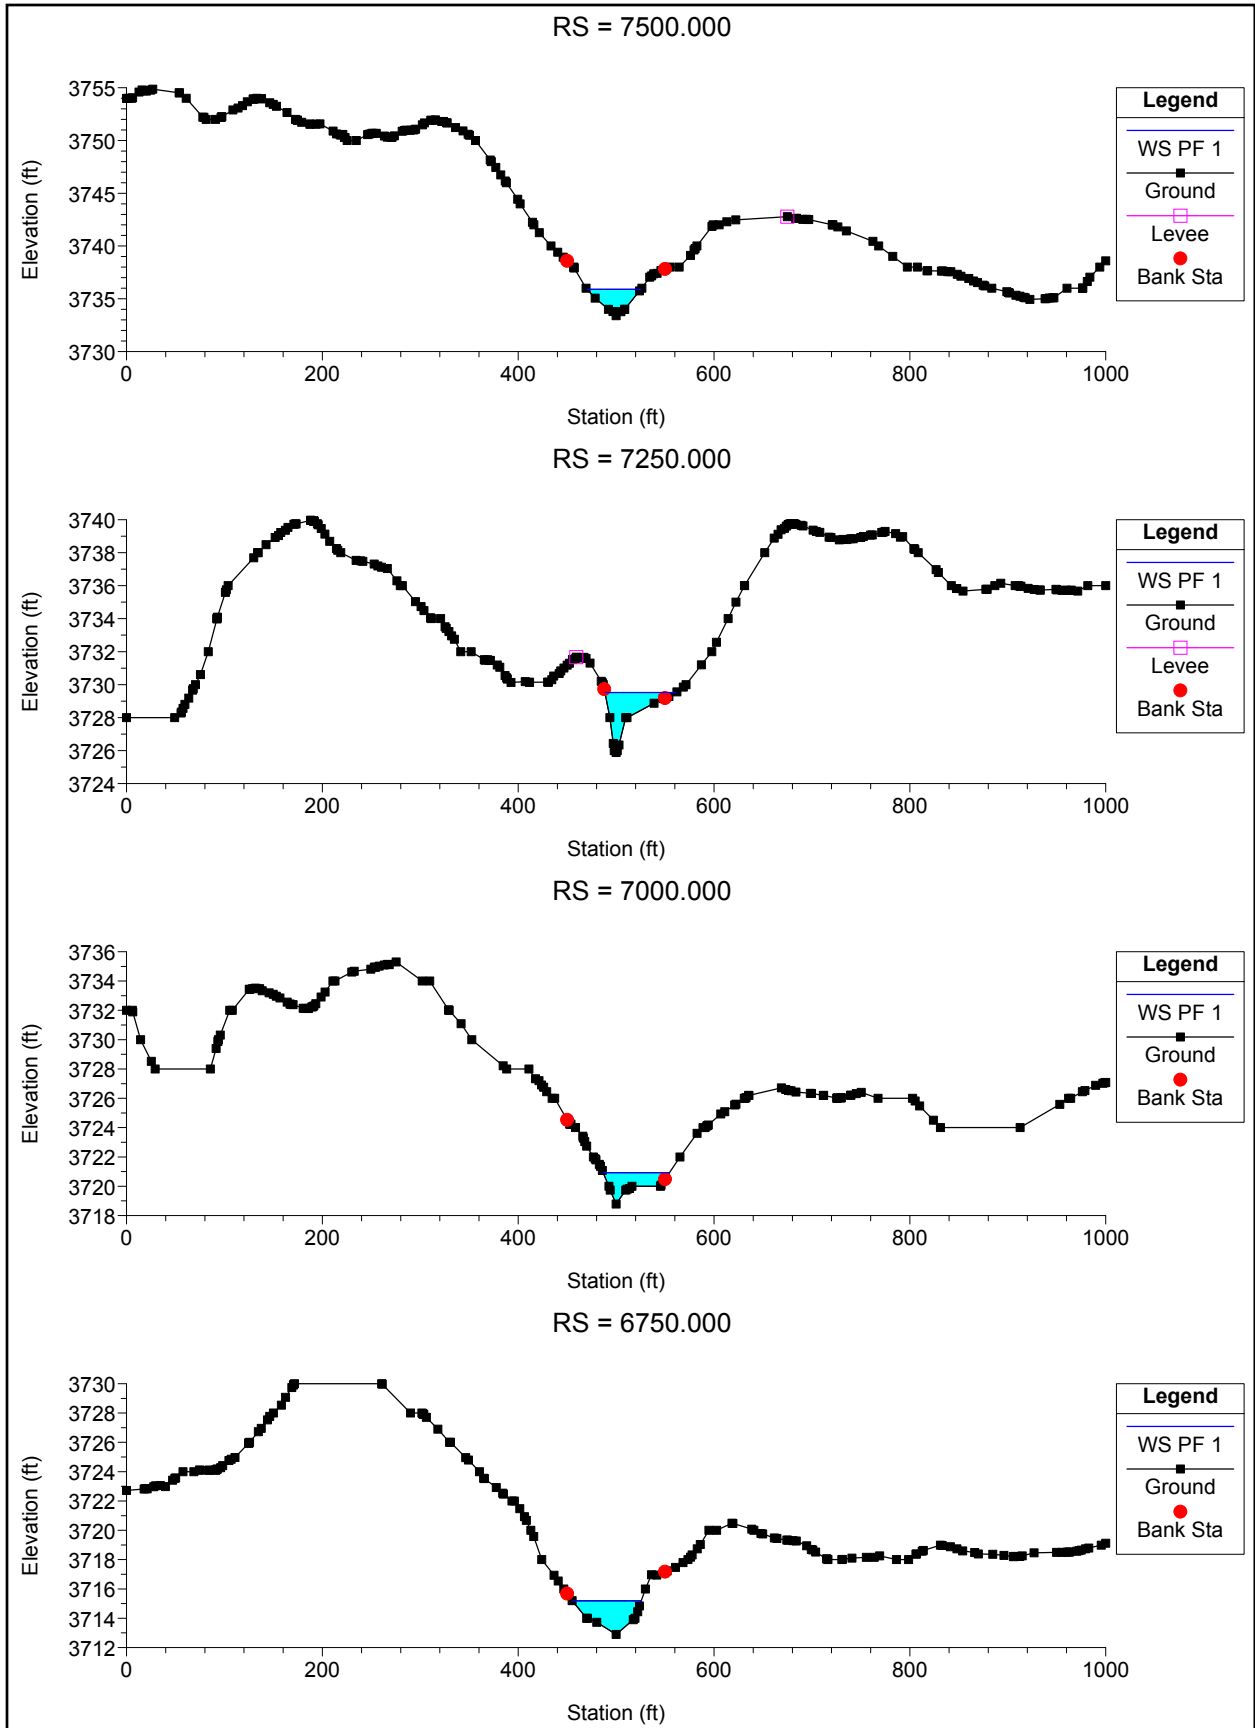 RS = 7500.000
3755
3750
3745
3740
3735
3730
Elevation (ft)
0 200 400 600 800 1000
Station (ft)
Legend
WS PF 1
Ground
Levee
Bank Sta
RS = 7250.000
3740
3738
3736
3734
3732
3730
3728
3726
3724
Elevation (ft)
0 200 400 600 800 1000
Station (ft)
Legend
WS PF 1
Ground
Levee
Bank Sta
RS = 7000.000
3736
3734
3732
3730
3728
3726
3724
3722
3720
3718
Elevation (ft)
0 200 400 600 800 1000
Station (ft)
Legend
WS PF 1
Ground
Bank Sta
RS = 6750.000
3730
3728
3726
3724
3722
3720
3718
3716
3714
3712
Elevation (ft)
0 200 400 600 800 1000
Station (ft)
Legend
WS PF 1
Ground
Bank Sta